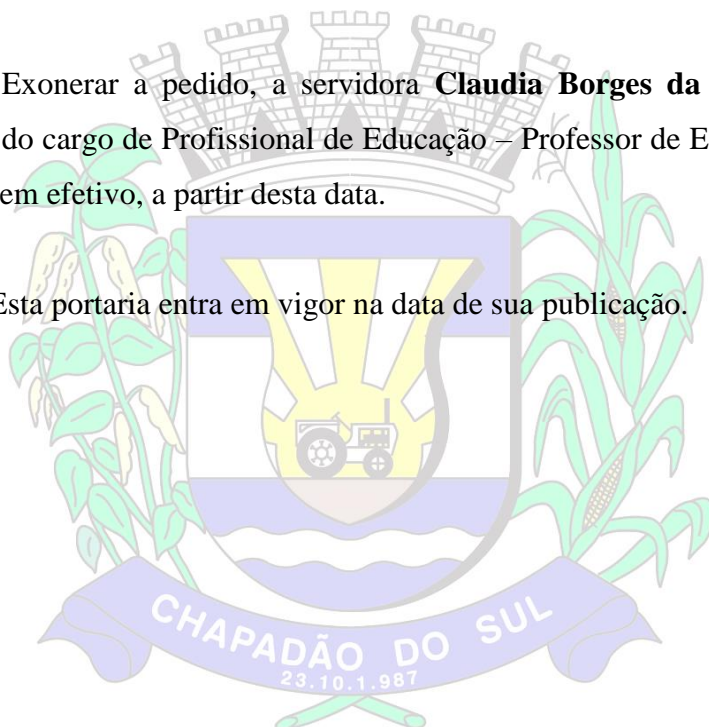 Exonerar a pedido, a servidora Claudia Borges da
do cargo de Profissional de Educação – Professor de E
em efetivo, a partir desta data.
Esta portaria entra em vigor na data de sua publicação.
CHAPADÃO DO SUL
23.10.1.987